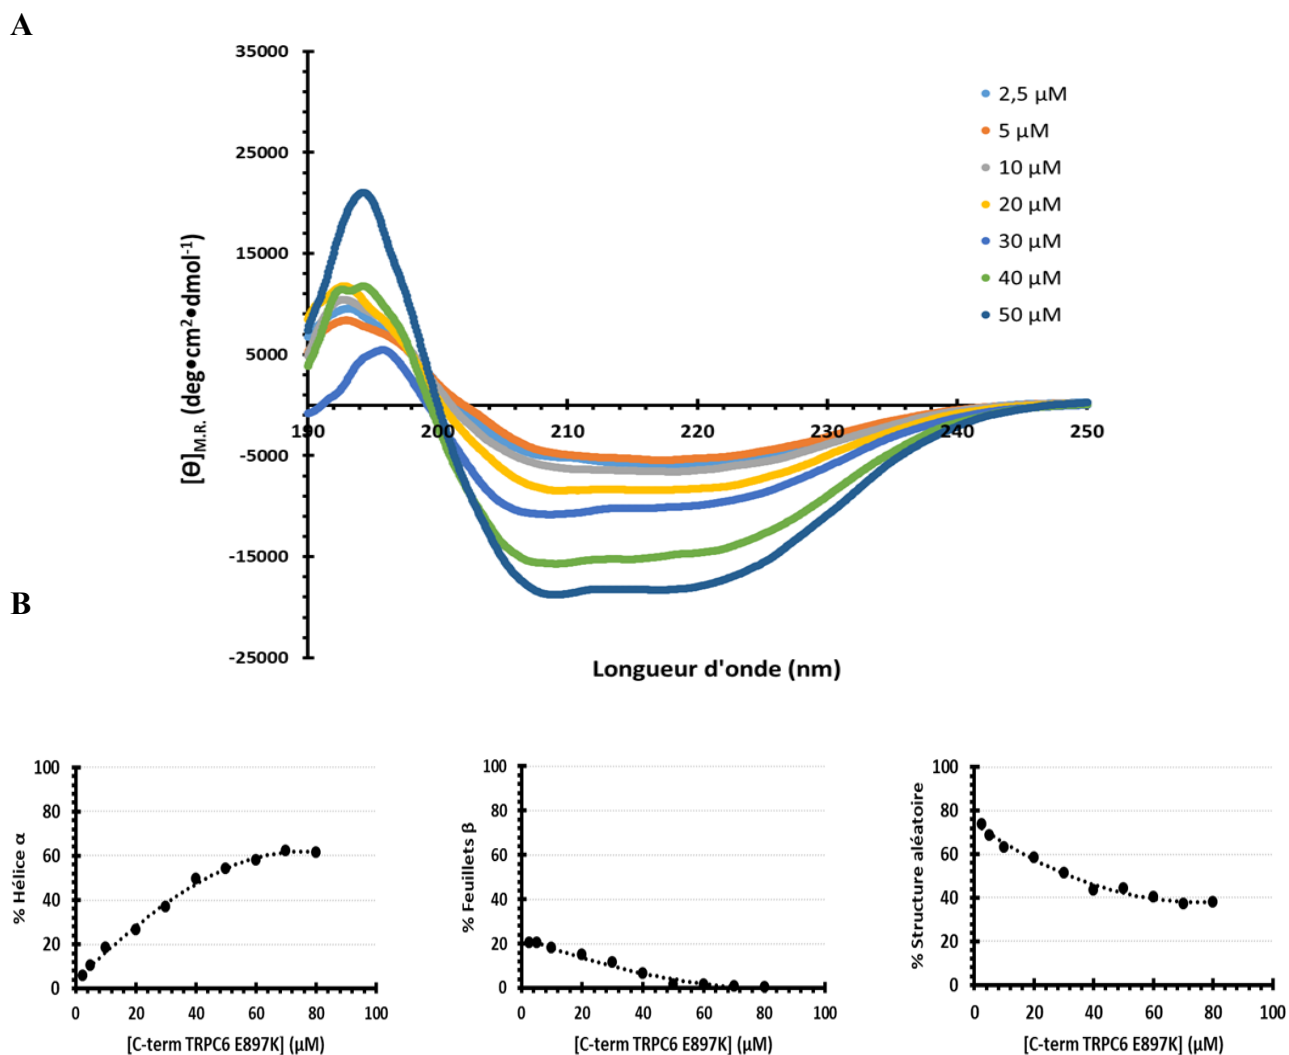 A
35000
25000
15000
5000
-5000
-15000
-25000
[Θ]M.R. (deg•cm²•dmol⁻¹)
190 200 210 220 230 240 250
Longueur d'onde (nm)
2,5 µM
5 µM
10 µM
20 µM
30 µM
40 µM
50 µM
B
% Hélice α
100
80
60
40
20
0
0 20 40 60 80 100
[C-term TRPC6 E897K] (µM)
% Feuillets β
100
80
60
40
20
0
0 20 40 60 80 100
[C-term TRPC6 E897K] (µM)
% Structure aléatoire
100
80
60
40
20
0
0 20 40 60 80 100
[C-term TRPC6 E897K] (µM)